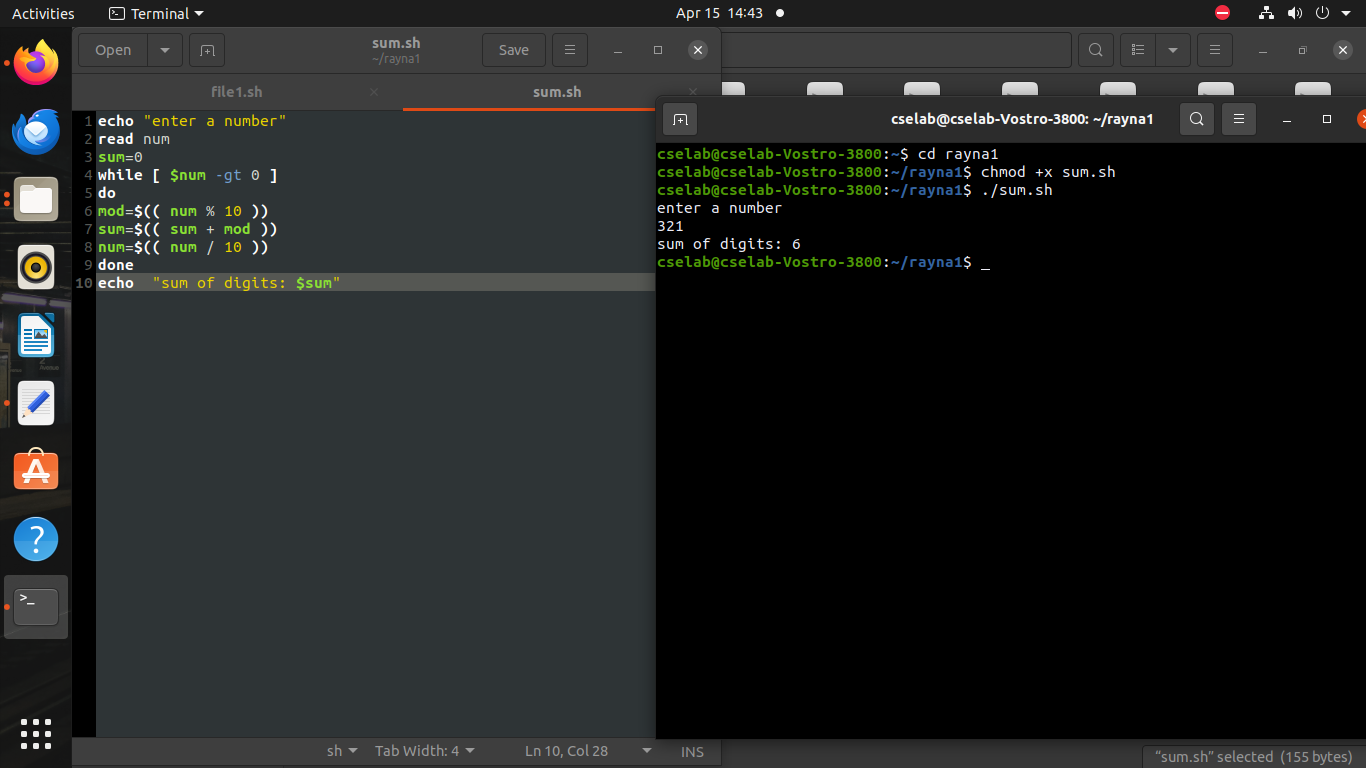 Activities
Terminal
Apr 15 14:43
Open
sum.sh
~/rayna1
Save
file1.sh
sum.sh
1 echo "enter a number"
2 read num
3 sum=0
4 while [ $num -gt 0 ]
5 do
6 mod=$(( num % 10 ))
7 sum=$(( sum + mod ))
8 num=$(( num / 10 ))
9 done
10 echo  "sum of digits: $sum"
sh
Tab Width: 4
Ln 10, Col 28
INS
cselab@cselab-Vostro-3800: ~/rayna1
cselab@cselab-Vostro-3800:~$ cd rayna1
cselab@cselab-Vostro-3800:~/rayna1$ chmod +x sum.sh
cselab@cselab-Vostro-3800:~/rayna1$ ./sum.sh
enter a number
321
sum of digits: 6
cselab@cselab-Vostro-3800:~/rayna1$ _
“sum.sh” selected (155 bytes)